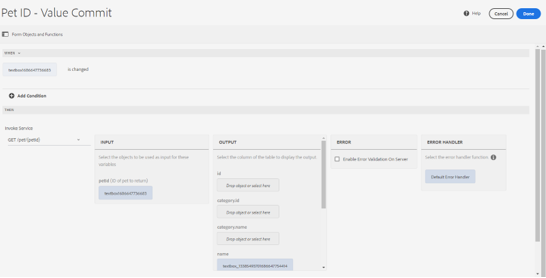 Pet ID - Value Commit
Help
Cancel
Done
Form Objects and Functions
WHEN
is changed
Add Condition
THEN
Invoke Service
GET /pet/{petId}
INPUT
Select the objects to be used as input for these variables
petId (ID of pet to return)
OUTPUT
Select the column of the table to display the output
id
Drop object or select here
category.id
Drop object or select here
category.name
Drop object or select here
name
ERROR
Enable Error Validation On Server
ERROR HANDLER
Select the error handler function
Default Error Handler